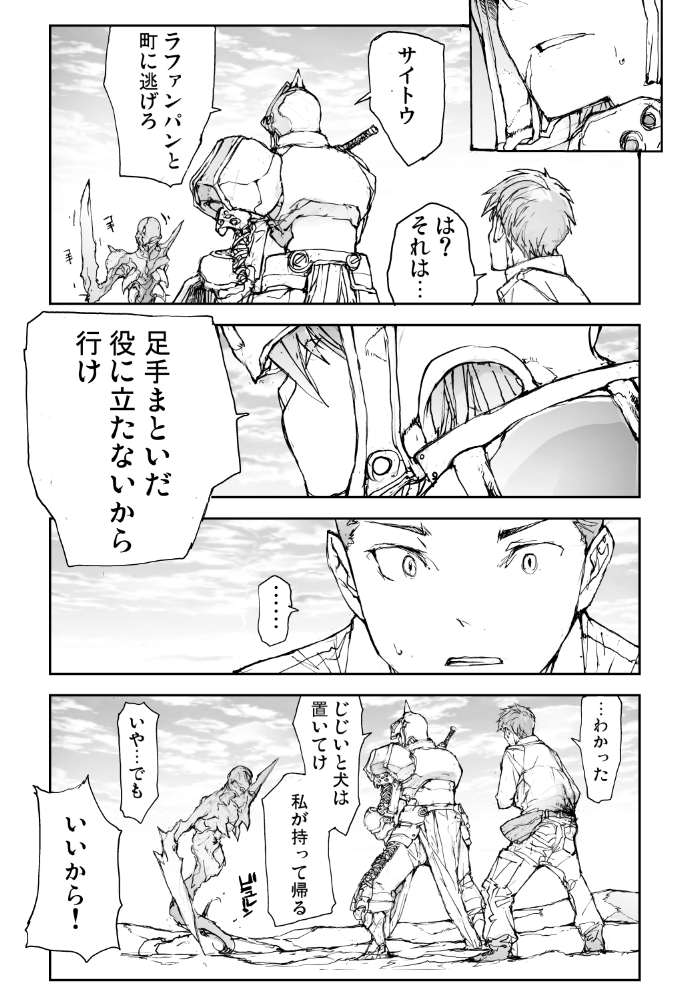 サイトウ
ラファンパンと
町に逃げろ
は？
それは…
足手まといだ
役に立たないから
行け
……
…わかった
じじいと犬は
置いてけ
私が持って帰る
いや…でも
いいから！